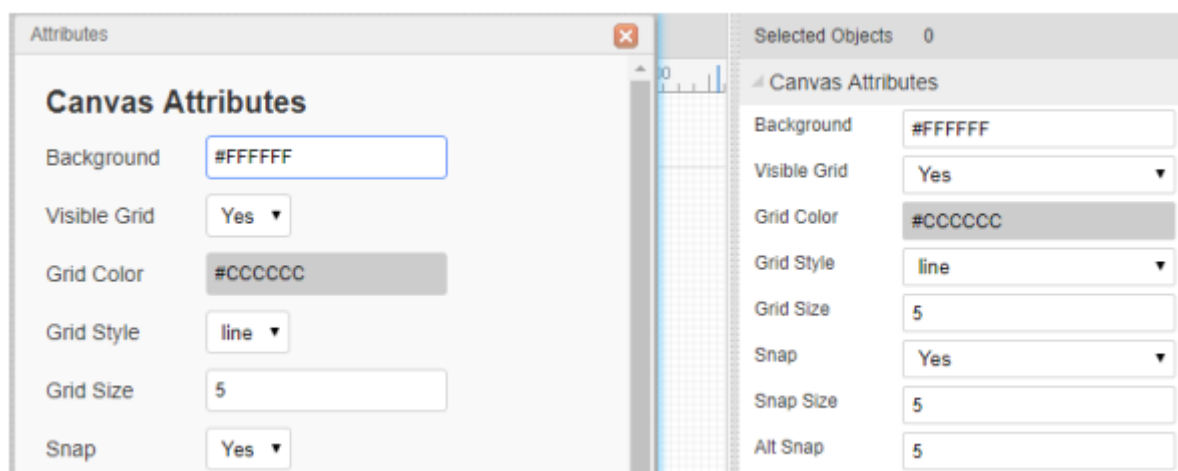 Attributes
Canvas Attributes
Background #FFFFFF
Visible Grid Yes
Grid Color #CCCCCC
Grid Style line
Grid Size 5
Snap Yes
Selected Objects 0
Canvas Attributes
Background #FFFFFF
Visible Grid Yes
Grid Color #CCCCCC
Grid Style line
Grid Size 5
Snap Yes
Snap Size 5
Alt Snap 5